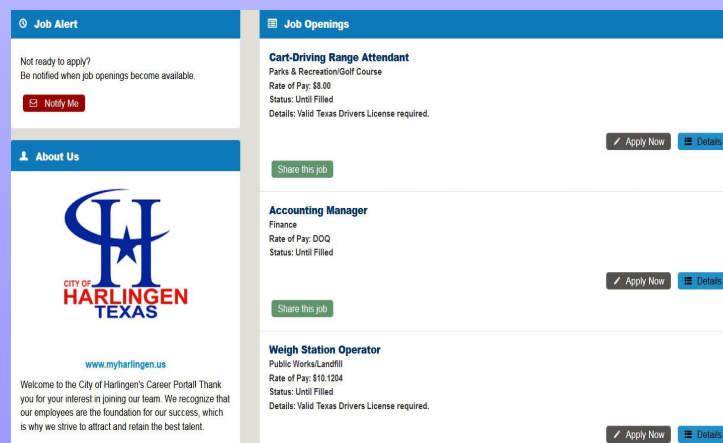 Job Alert
Not ready to apply?
Be notified when job openings become available.
Notify Me
About Us
CITY OF
HARLINGEN
TEXAS
www.myharlingen.us
Welcome to the City of Harlingen's Career Portal! Thank
you for your interest in joining our team. We recognize that
our employees are the foundation for our success, which
is why we strive to attract and retain the best talent.
Job Openings
Cart-Driving Range Attendant
Parks & Recreation/Golf Course
Rate of Pay: $8.00
Status: Until Filled
Details: Valid Texas Drivers License required.
Apply Now Details
Share this job
Accounting Manager
Finance
Rate of Pay: DOQ
Status: Until Filled
Apply Now Details
Share this job
Weigh Station Operator
Public Works/Landfill
Rate of Pay: $10.1204
Status: Until Filled
Details: Valid Texas Drivers License required.
Apply Now Details